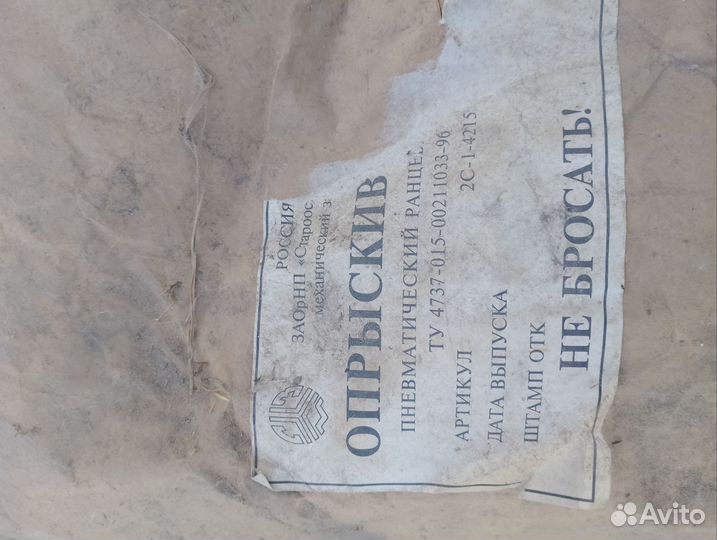 РОССИЯ
ЗАОрНП «Староос
механический з
ОПРЫСКИВ
ПНЕВМАТИЧЕСКИЙ РАНЦЕВ
ТУ 4737-015-00211033-96
АРТИКУЛ 2С-1-4215
ДАТА ВЫПУСКА
ШТАМП ОТК
НЕ БРОСАТЬ!
Avito